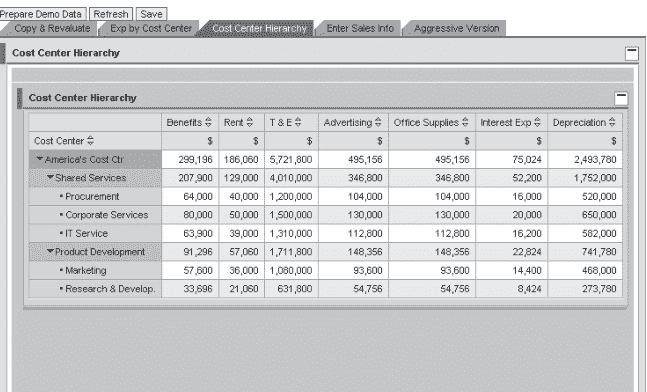 Prepare Demo Data Refresh Save
Copy & Revaluate Exp by Cost Center Cost Center Hierarchy Enter Sales Info Aggressive Version
Cost Center Hierarchy
Cost Center Hierarchy
Benefits Rent T & E Advertising Office Supplies Interest Exp Depreciation
Cost Center $ $ $ $ $ $ $
America's Cost Ctr 299,196 186,060 5,721,800 495,156 495,156 75,024 2,493,780
Shared Services 207,900 129,000 4,010,000 346,800 346,800 52,200 1,752,000
• Procurement 64,000 40,000 1,200,000 104,000 104,000 16,000 520,000
• Corporate Services 80,000 50,000 1,500,000 130,000 130,000 20,000 650,000
• IT Service 63,900 39,000 1,310,000 112,800 112,800 16,200 582,000
Product Development 91,296 57,060 1,711,800 148,356 148,356 22,824 741,780
• Marketing 57,600 36,000 1,080,000 93,600 93,600 14,400 468,000
• Research & Develop. 33,696 21,060 631,800 54,756 54,756 8,424 273,780